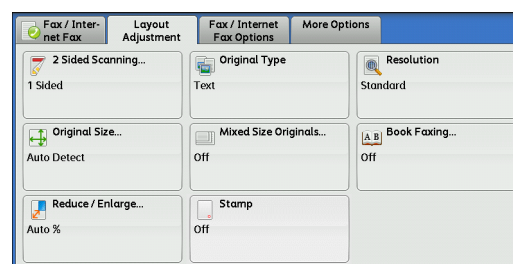 Fax / Inter-
net Fax
Layout
Adjustment
Fax / Internet
Fax Options
More Options
2 Sided Scanning...
1 Sided
Original Type
Text
Resolution
Standard
Original Size...
Auto Detect
Mixed Size Originals...
Off
A B
Book Faxing...
Off
Reduce / Enlarge...
Auto %
Stamp
Off